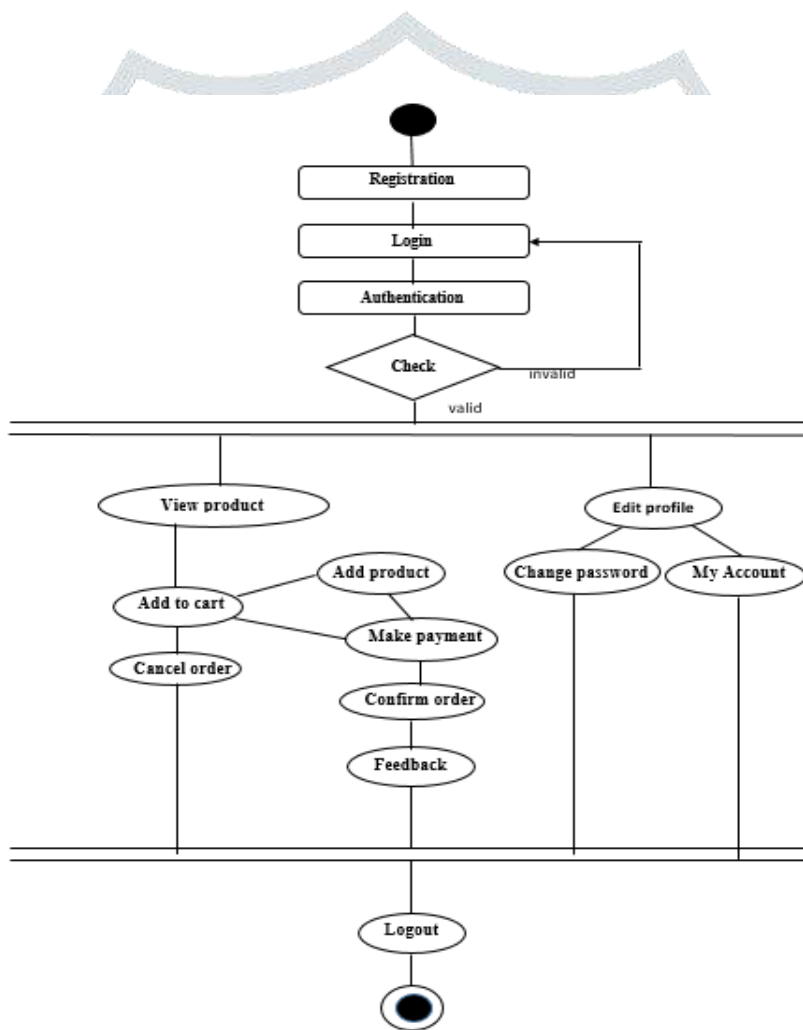 Registration
Login
Authentication
Check
invalid
valid
View product
Edit profile
Add product
Change password
My Account
Add to cart
Make payment
Cancel order
Confirm order
Feedback
Logout